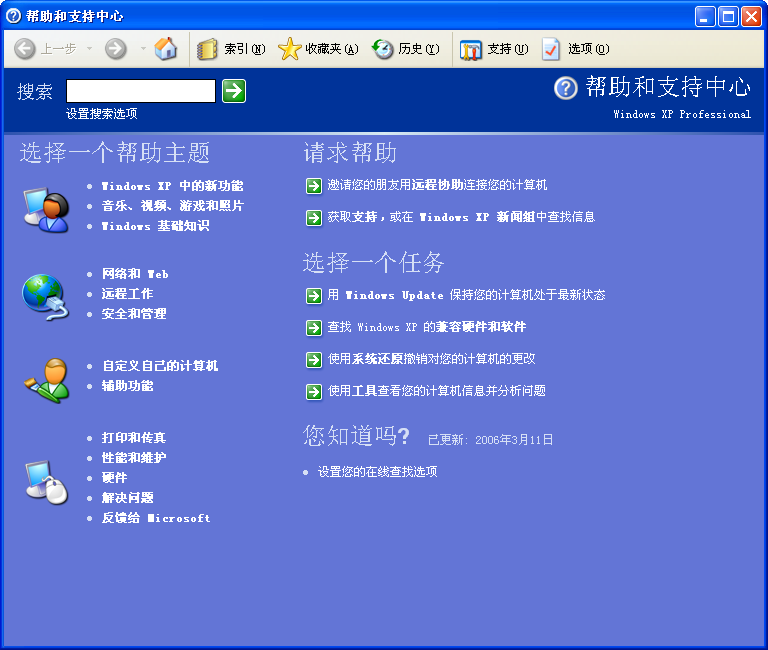 帮助和支持中心
上一步
索引(N)
收藏夹(A)
历史(Y)
支持(U)
选项(O)
搜索
设置搜索选项
帮助和支持中心
Windows XP Professional
选择一个帮助主题
Windows XP 中的新功能
音乐、视频、游戏和照片
Windows 基础知识
网络和 Web
远程工作
安全和管理
自定义自己的计算机
辅助功能
打印和传真
性能和维护
硬件
解决问题
反馈给 Microsoft
请求帮助
邀请您的朋友用远程协助连接您的计算机
获取支持，或在 Windows XP 新闻组中查找信息
选择一个任务
用 Windows Update 保持您的计算机处于最新状态
查找 Windows XP 的兼容硬件和软件
使用系统还原撤销对您的计算机的更改
使用工具查看您的计算机信息并分析问题
您知道吗? 已更新: 2006年3月11日
设置您的在线查找选项